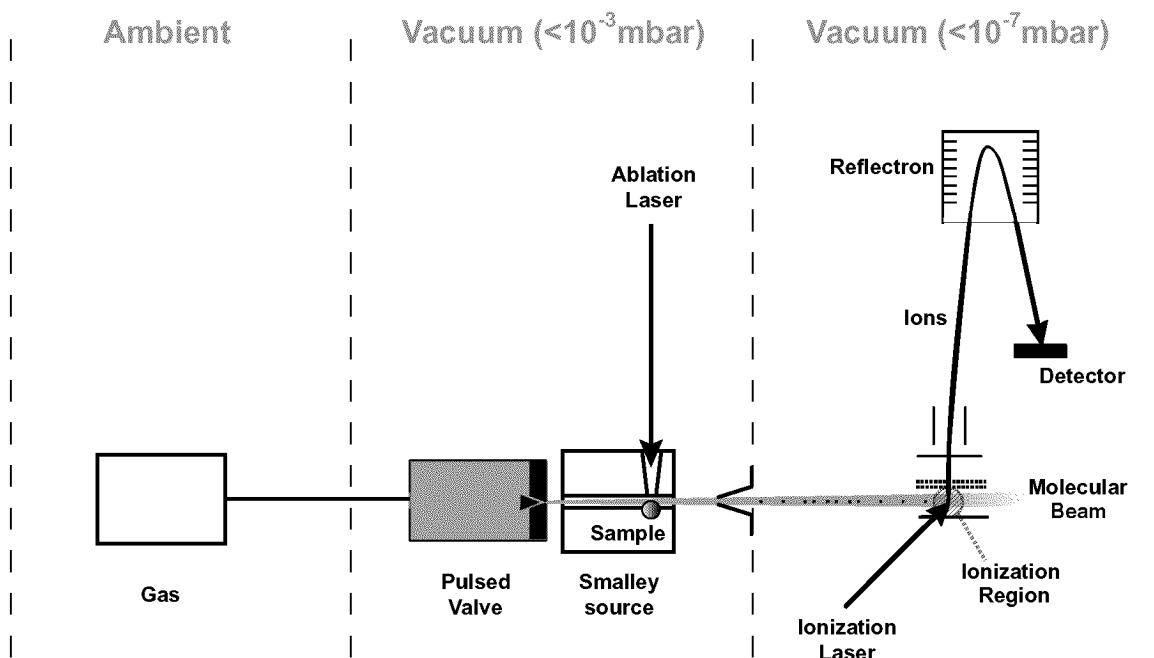 Ambient
Vacuum (<10⁻³mbar)
Vacuum (<10⁻⁷mbar)
Ablation
Laser
Reflectron
Ions
Detector
Molecular
Beam
Sample
Gas
Pulsed
Valve
Smalley
source
Ionization
Region
Ionization
Laser